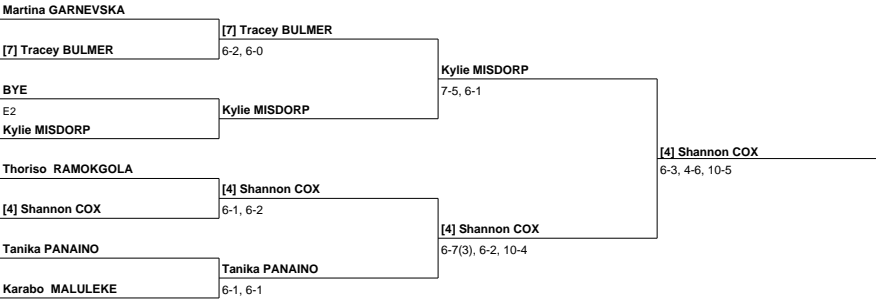 Martina GARNEVSKA
[7] Tracey BULMER
[7] Tracey BULMER
6-2, 6-0
Kylie MISDORP
BYE
7-5, 6-1
E2
Kylie MISDORP
Kylie MISDORP
[4] Shannon COX
Thoriso RAMOKGOLA
6-3, 4-6, 10-5
[4] Shannon COX
[4] Shannon COX
6-1, 6-2
[4] Shannon COX
Tanika PANAINO
6-7(3), 6-2, 10-4
Tanika PANAINO
Karabo MALULEKE
6-1, 6-1